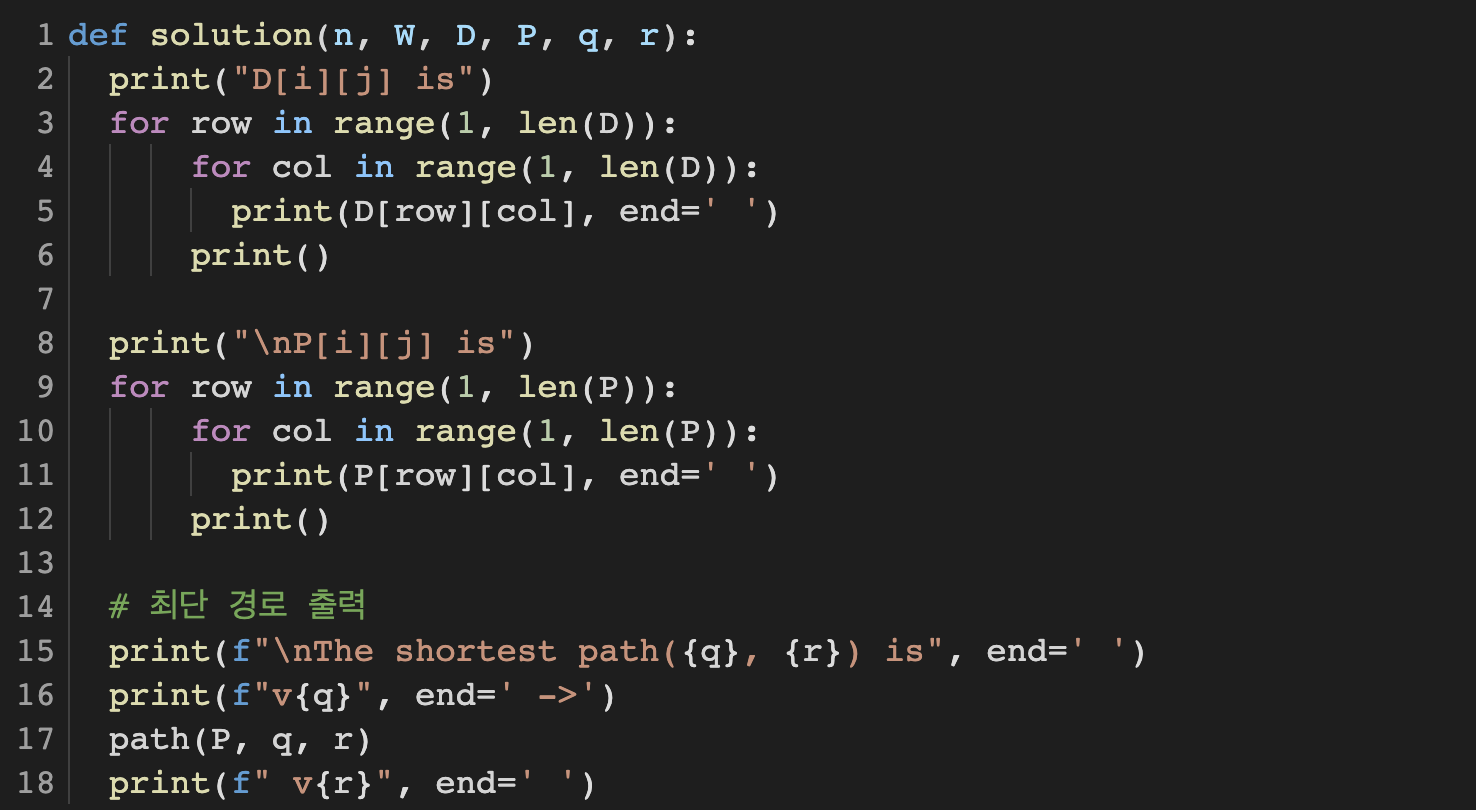 1 def solution(n, W, D, P, q, r):
2   print("D[i][j] is")
3   for row in range(1, len(D)):
4       for col in range(1, len(D)):
5         print(D[row][col], end=' ')
6       print()
7
8   print("\nP[i][j] is")
9   for row in range(1, len(P)):
10       for col in range(1, len(P)):
11         print(P[row][col], end=' ')
12       print()
13
14   # 최단 경로 출력
15   print(f"\nThe shortest path({q}, {r}) is", end=' ')
16   print(f"v{q}", end=' ->')
17   path(P, q, r)
18   print(f" v{r}", end=' ')